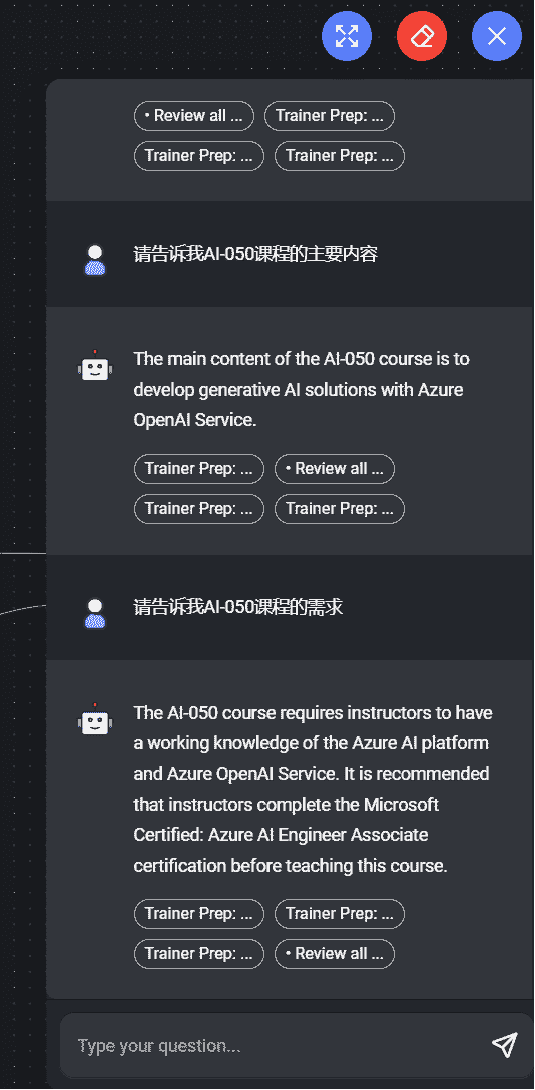 • Review all ... Trainer Prep: ...
Trainer Prep: ... Trainer Prep: ...
请告诉我AI-050课程的主要内容
The main content of the AI-050 course is to
develop generative AI solutions with Azure
OpenAI Service.
Trainer Prep: ... • Review all ...
Trainer Prep: ... Trainer Prep: ...
请告诉我AI-050课程的需求
The AI-050 course requires instructors to have
a working knowledge of the Azure AI platform
and Azure OpenAI Service. It is recommended
that instructors complete the Microsoft
Certified: Azure AI Engineer Associate
certification before teaching this course.
Trainer Prep: ... Trainer Prep: ...
Trainer Prep: ... • Review all ...
Type your question...